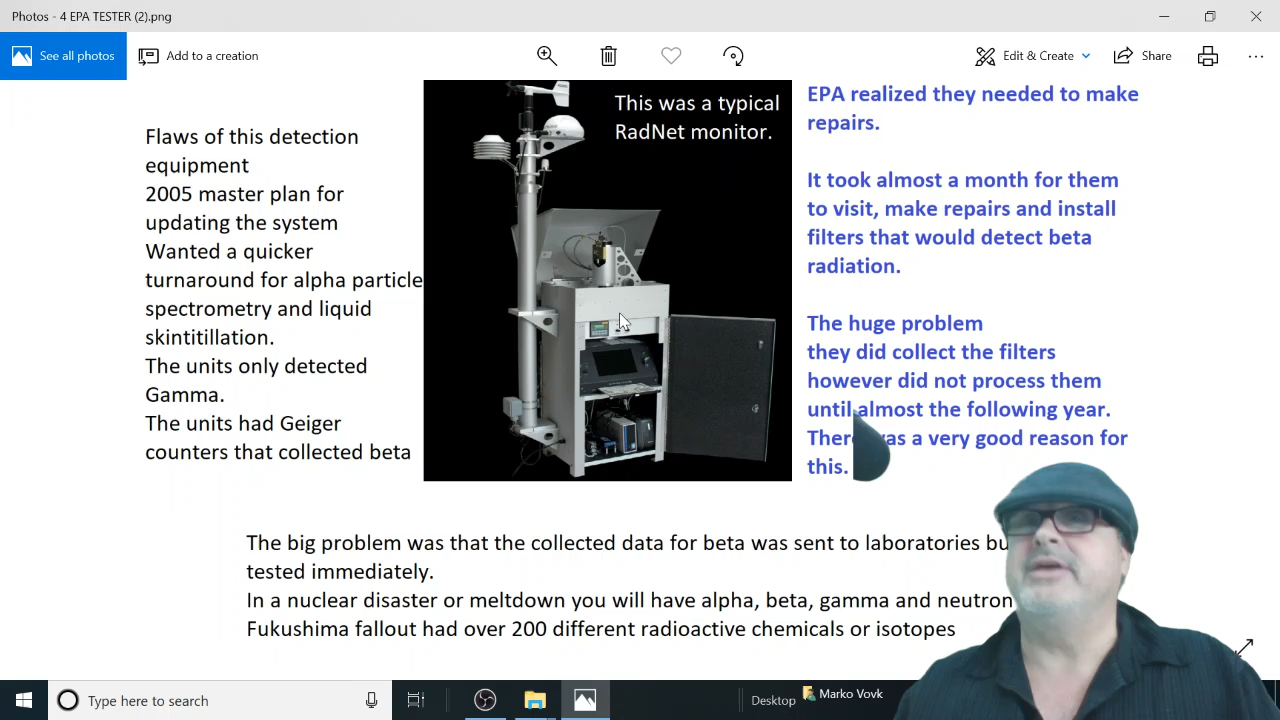 Photos - 4 EPA TESTER (2).png
See all photos
Add to a creation
Edit & Create
Share
Flaws of this detection
equipment
2005 master plan for
updating the system
Wanted a quicker
turnaround for alpha particle
spectrometry and liquid
skintitillation.
The units only detected
Gamma.
The units had Geiger
counters that collected beta
This was a typical
RadNet monitor.
EPA realized they needed to make
repairs.
It took almost a month for them
to visit, make repairs and install
filters that would detect beta
radiation.
The huge problem
they did collect the filters
however did not process them
until almost the following year.
There was a very good reason for
this.
The big problem was that the collected data for beta was sent to laboratories
tested immediately.
In a nuclear disaster or meltdown you will have alpha, beta, gamma and neutron
Fukushima fallout had over 200 different radioactive chemicals or isotopes
Type here to search
Desktop
Marko Vovk